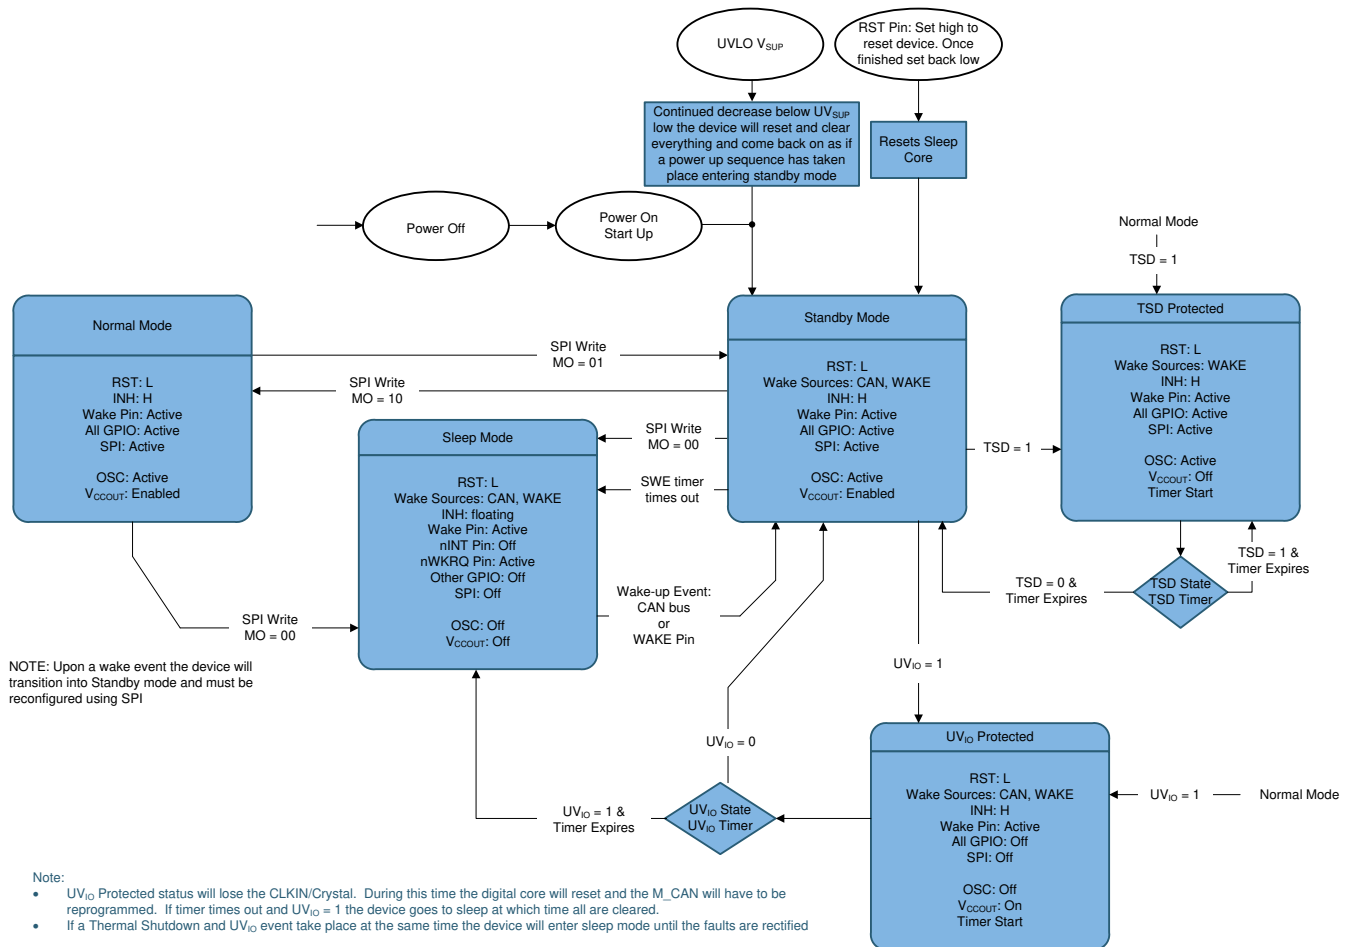 UVLO VSUP
RST Pin: Set high to
reset device. Once
finished set back low
Continued decrease below UVSUP
low the device will reset and clear
everything and come back on as if
a power up sequence has taken
place entering standby mode
Resets Sleep
Core
Power Off
Power On
Start Up
Normal Mode
TSD = 1
Normal Mode
RST: L
INH: H
Wake Pin: Active
All GPIO: Active
SPI: Active
OSC: Active
VCCOUT: Enabled
SPI Write
MO = 01
SPI Write
MO = 10
Standby Mode
RST: L
Wake Sources: CAN, WAKE
INH: H
Wake Pin: Active
All GPIO: Active
SPI: Active
OSC: Active
VCCOUT: Enabled
TSD = 1
TSD Protected
RST: L
Wake Sources: WAKE
INH: H
Wake Pin: Active
All GPIO: Active
SPI: Active
OSC: Active
VCCOUT: Off
Timer Start
Sleep Mode
RST: L
Wake Sources: CAN, WAKE
INH: floating
Wake Pin: Active
nINT Pin: Off
nWKRQ Pin: Active
Other GPIO: Off
SPI: Off
OSC: Off
VCCOUT: Off
SPI Write
MO = 00
SWE timer
times out
Wake-up Event:
CAN bus
or
WAKE Pin
TSD = 0 &
Timer Expires
TSD State
TSD Timer
TSD = 1 &
Timer Expires
SPI Write
MO = 00
NOTE: Upon a wake event the device will
transition into Standby mode and must be
reconfigured using SPI
UVIO = 1
UVIO = 0
UVIO = 1 &
Timer Expires
UVIO State
UVIO Timer
UVIO Protected
RST: L
Wake Sources: CAN, WAKE
INH: H
Wake Pin: Active
All GPIO: Off
SPI: Off
OSC: Off
VCCOUT: On
Timer Start
UVIO = 1
Normal Mode
Note:
• UVIO Protected status will lose the CLKIN/Crystal. During this time the digital core will reset and the M_CAN will have to be
reprogrammed. If timer times out and UVIO = 1 the device goes to sleep at which time all are cleared.
• If a Thermal Shutdown and UVIO event take place at the same time the device will enter sleep mode until the faults are rectified